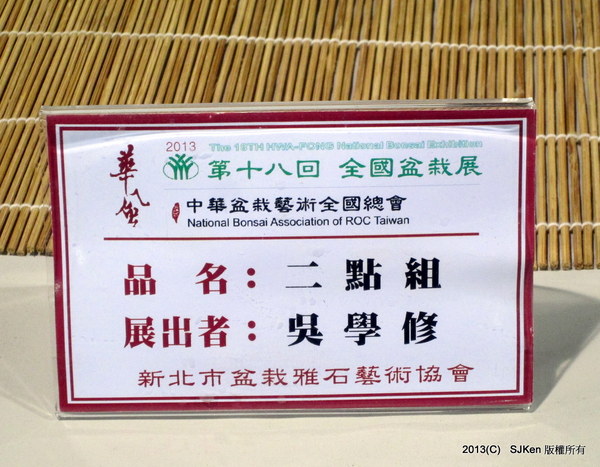 2013 The 18TH HWA-FONG National Bonsai Exhibition
第十八回 全國盆栽展
中華盆栽藝術全國總會
National Bonsai Association of ROC Taiwan
品 名：二點組
展出者：吳學修
新北市盆栽雅石藝術協會
2013(C) SJKen 版權所有